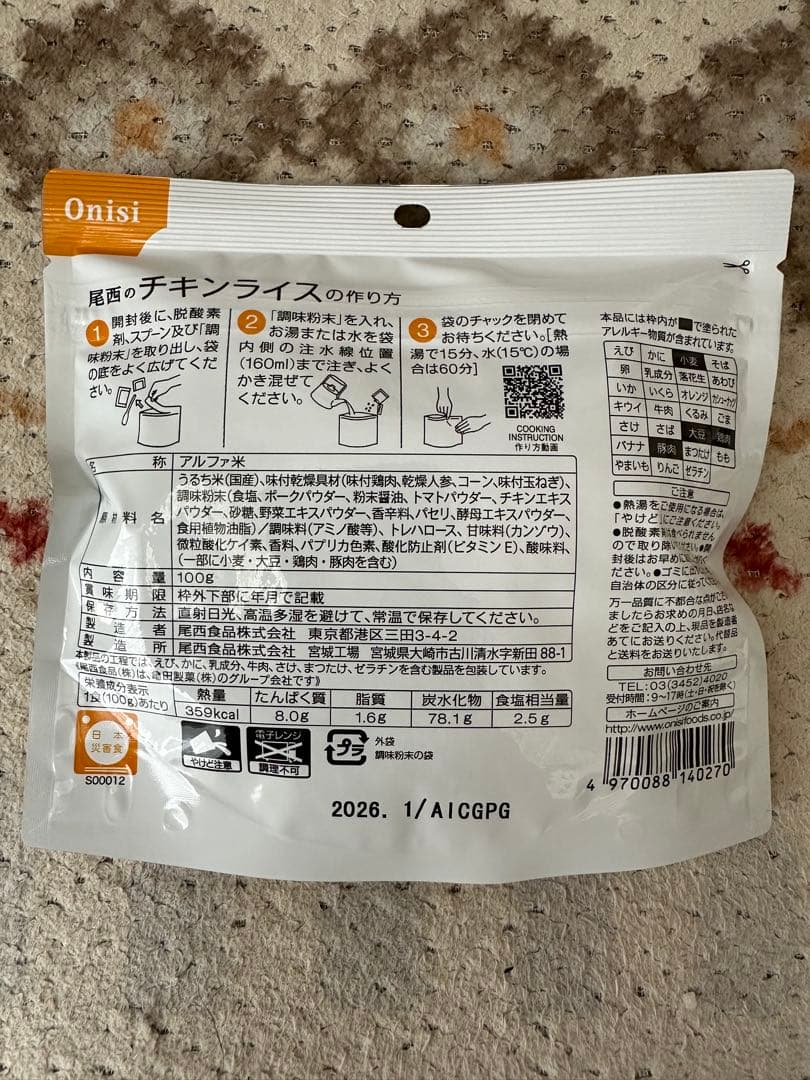 Onisi
尾西のチキンライスの作り方
1 開封後に、脱酸素
剤、スプーン及び「調
味粉末」を取り出し、袋
の底をよく広げてくだ
さい。
2 「調味粉末」を入れ、
お湯または水を袋
内側の注水線位置
(160ml)まで注ぎ、よく
かき混ぜて
ください。
3 袋のチャックを閉めて
お待ちください。[熱
湯で15分、水(15℃)の場
合は60分]
COOKING
INSTRUCTION
作り方動画
本品には枠内が■で塗られた
アレルギー物質が含まれています。
えび かに 小麦 そば
卵 乳成分 落花生 あわび
いか いくら オレンジ カシューナッツ
キウイ 牛肉 くるみ ごま
さけ さば 大豆 鶏肉
バナナ 豚肉 まつたけ もも
やまいも りんご ゼラチン
ご注意
●熱湯をご使用になる場合は、
「やけど」にご注意ください。
●脱酸素剤は食べられません
ので取り除いてください。●開
封後はお早めに
ださい。●ゴミに出
自治体の区分に従って
万一品質に不都合な点がござ
ましたらお求めの月日、店名な
どをご記入の上、現品を製造者
あてにお送りください。代替品
と送料をお送りいたします。
お問い合わせ先
TEL:03(3452)4020
受付時間:9〜17時(土・日・祝を除く)
ホームページのご案内
http://www.onisifoods.co.jp/
4 970088 140270
名 称 アルファ米
原材料名 うるち米(国産)、味付乾燥具材(味付鶏肉、乾燥人参、コーン、味付玉ねぎ)、
調味粉末(食塩、ポークパウダー、粉末醤油、トマトパウダー、チキンエキス
パウダー、砂糖、野菜エキスパウダー、香辛料、パセリ、酵母エキスパウダー、
食用植物油脂)/調味料(アミノ酸等)、トレハロース、甘味料(カンゾウ)、
微粒酸化ケイ素、香料、パプリカ色素、酸化防止剤(ビタミンE)、酸味料、
(一部に小麦・大豆・鶏肉・豚肉を含む)
内容量 100g
賞味期限 枠外下部に年月で記載
保存方法 直射日光、高温多湿を避けて、常温で保存してください。
製造者 尾西食品株式会社 東京都港区三田3-4-2
製造所 尾西食品株式会社 宮城工場 宮城県大崎市古川清水字新田88-1
本製品の工程では、えび、かに、乳成分、牛肉、さけ、まつたけ、ゼラチンを含む製品を包装しています。
《尾西食品(株)は、亀田製菓(株)のグループ会社です》
栄養成分表示
1食(100g)あたり
熱量 たんぱく質 脂質 炭水化物 食塩相当量
359kcal 8.0g 1.6g 78.1g 2.5g
日本
災害食
S00012
やけど注意
電子レンジ
調理不可
プラ
外袋
調味粉末の袋
2026. 1/AICGPG